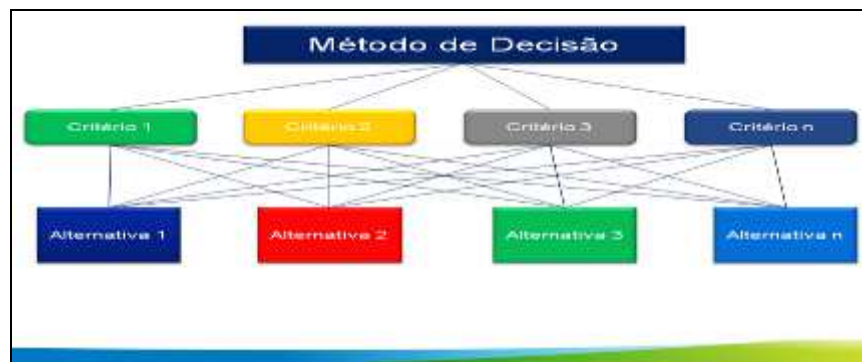 Método de Decisão
Critério 1
Critério 2
Critério 3
Critério n
Alternativa 1
Alternativa 2
Alternativa 3
Alternativa n